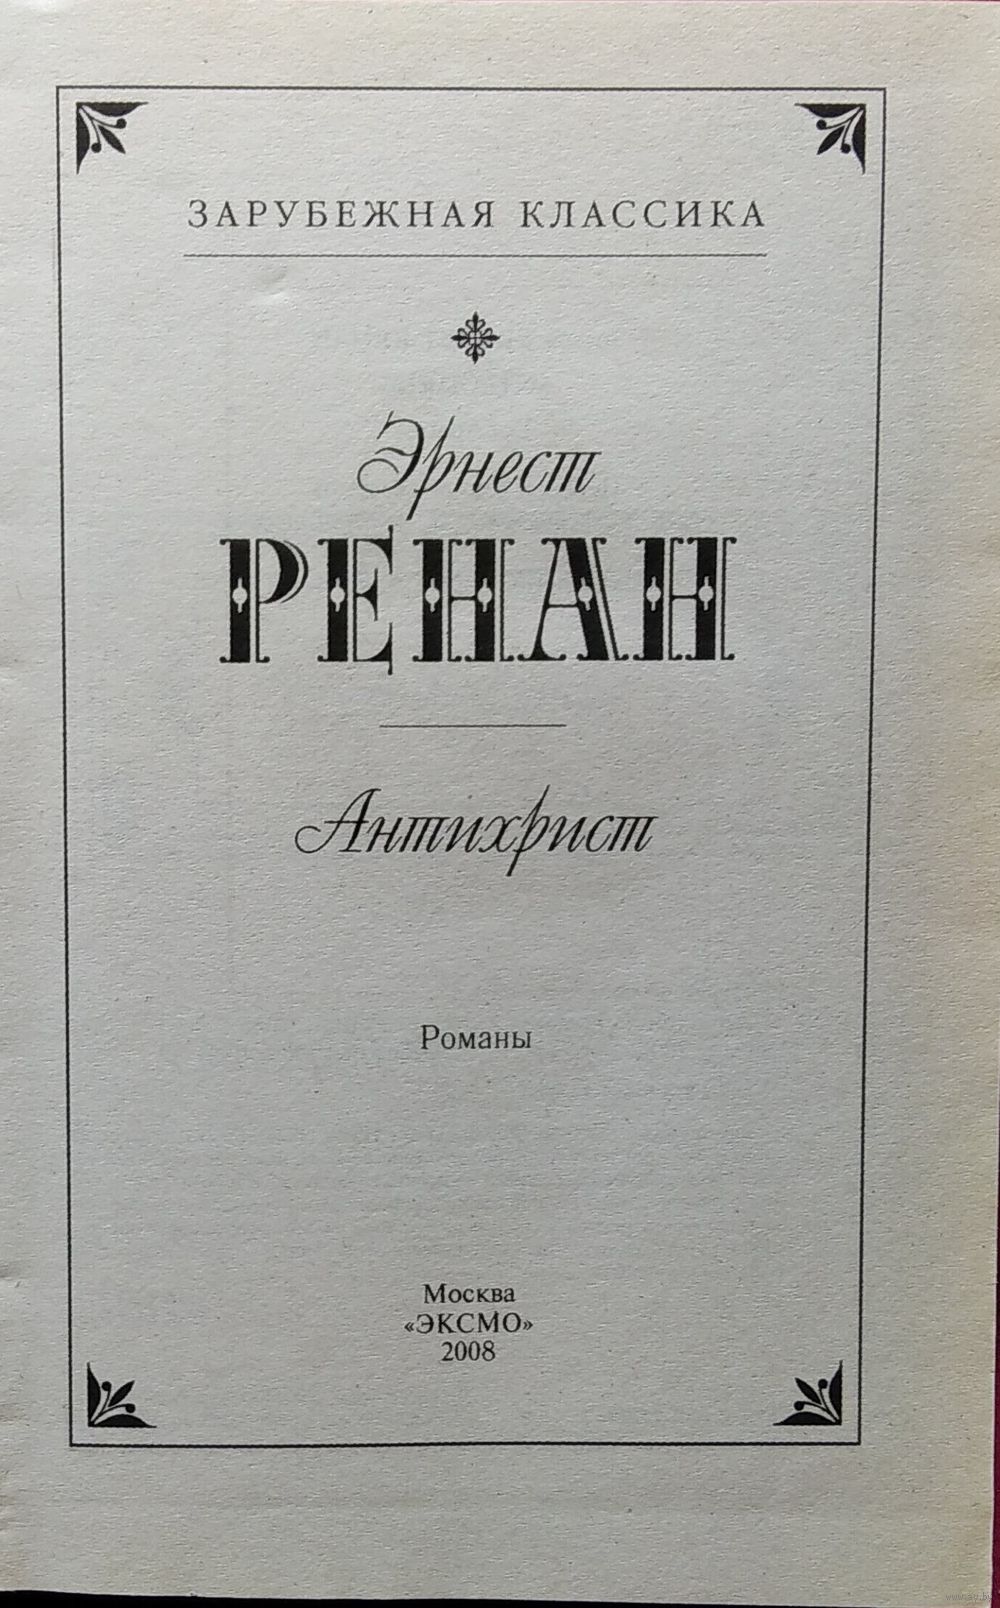 ЗАРУБЕЖНАЯ КЛАССИКА
Эрнест
РЕНАН
Антихрист
Романы
Москва
«ЭКСМО»
2008